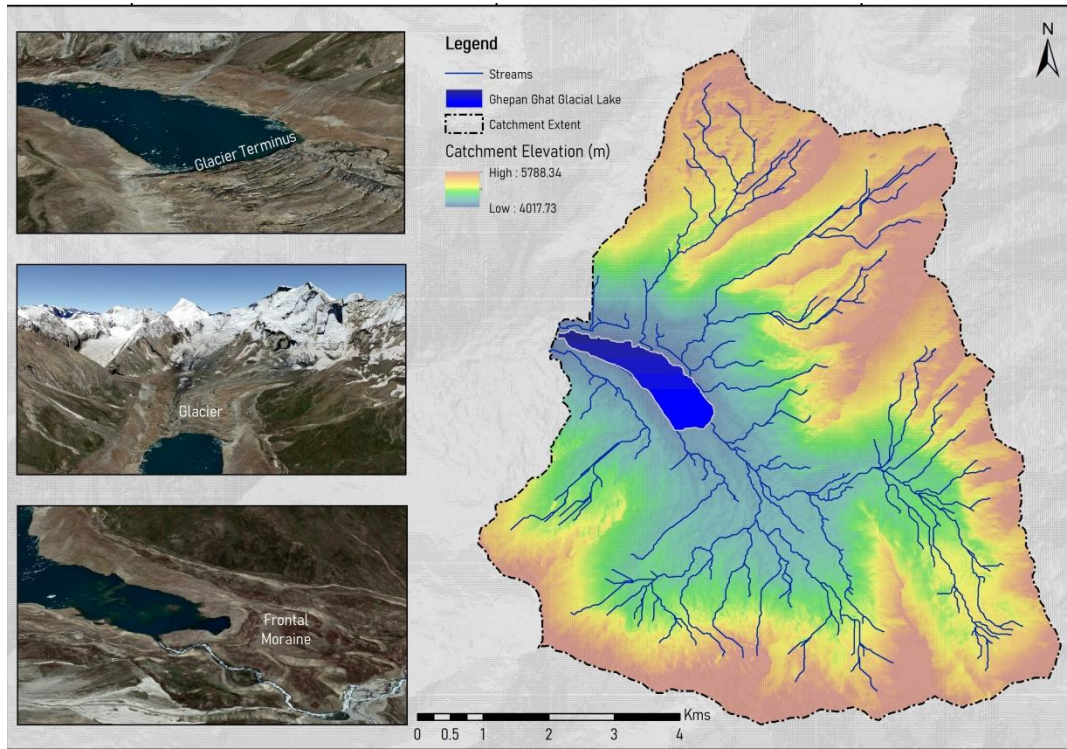 Glacier Terminus
Glacier
Frontal
Moraine
Legend
Streams
Ghepan Ghat Glacial Lake
Catchment Extent
Catchment Elevation (m)
High : 5788.34
Low : 4017.73
N
Kms
0 0.5 1 2 3 4